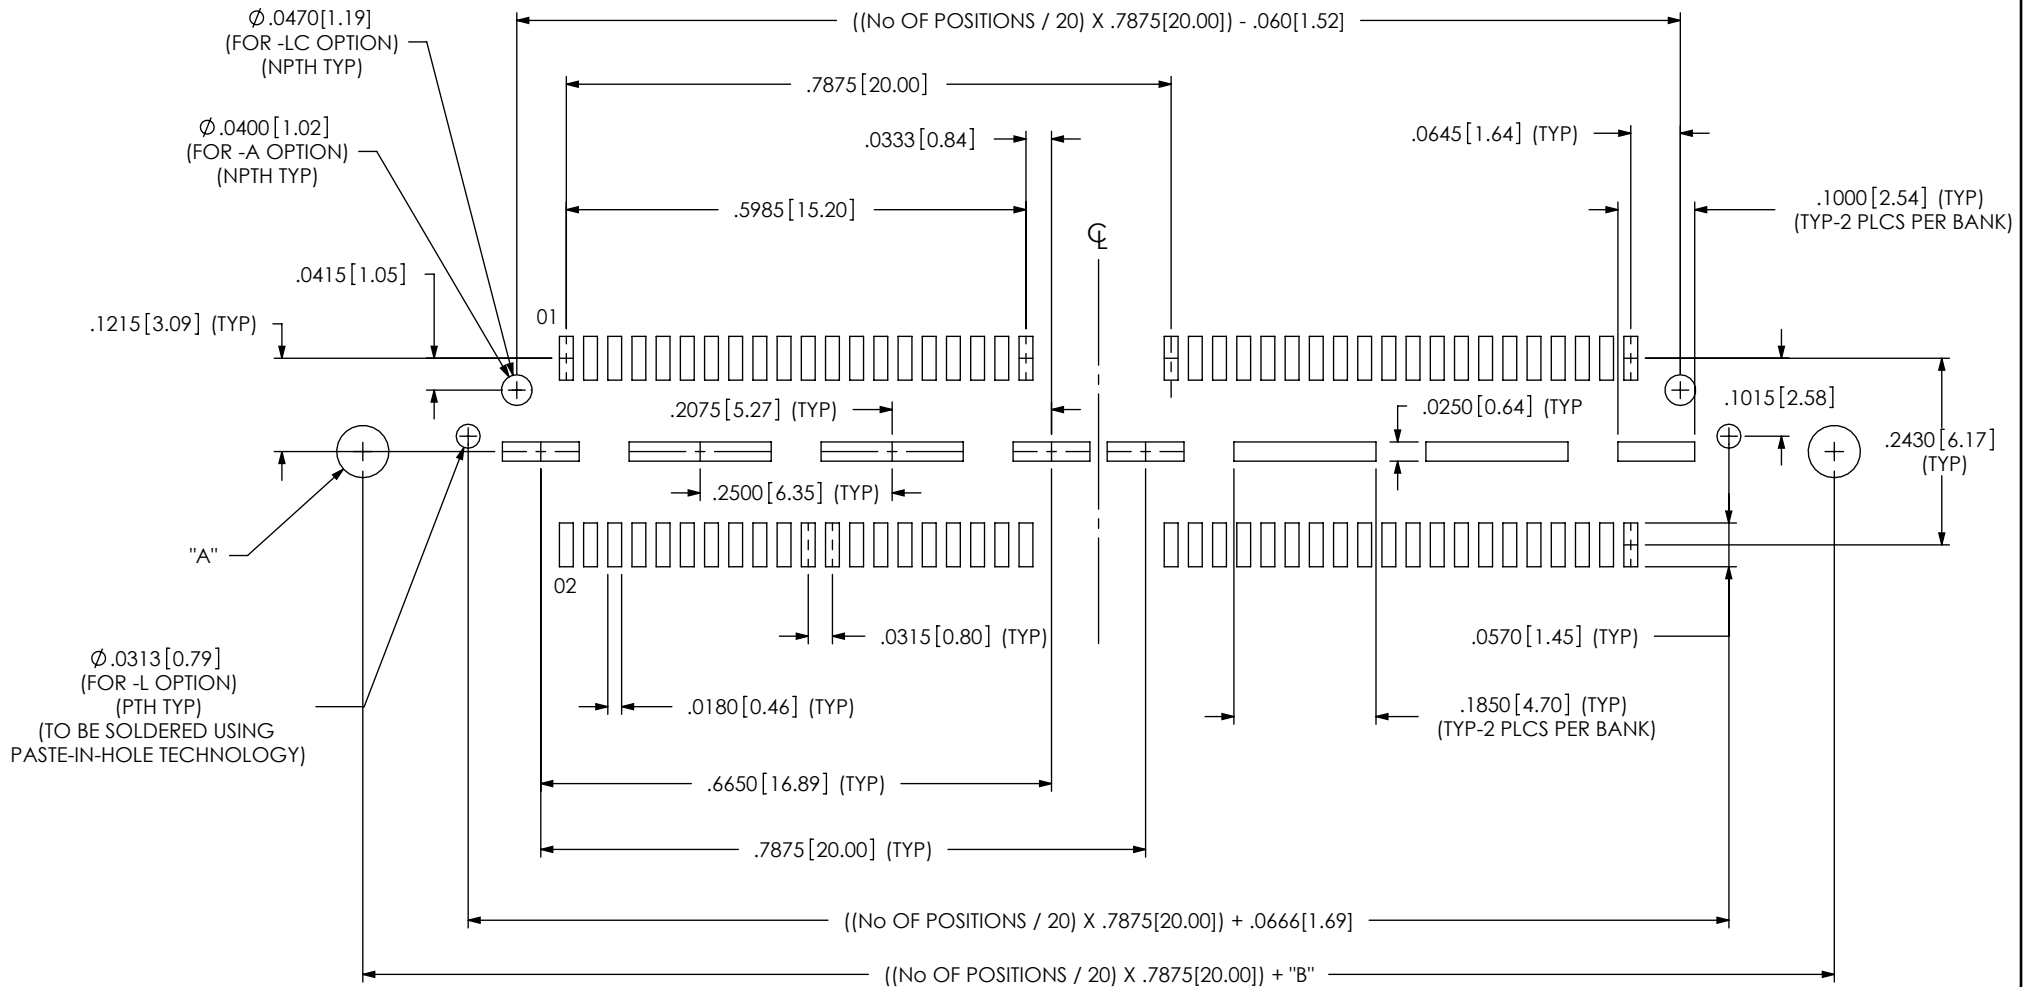 Ø.0470[1.19]
(FOR -LC OPTION)
(NPTH TYP)
((No OF POSITIONS / 20) X .7875[20.00]) - .060[1.52]
.7875[20.00]
Ø.0400[1.02]
(FOR -A OPTION)
(NPTH TYP)
.0333[0.84]
.0645[1.64] (TYP)
.5985[15.20]
.1000[2.54] (TYP)
(TYP-2 PLCS PER BANK)
℄
.0415[1.05]
.1215[3.09] (TYP)
01
.2075[5.27] (TYP)
.0250[0.64] (TYP
.1015[2.58]
.2430[6.17]
(TYP)
.2500[6.35] (TYP)
"A"
02
.0315[0.80] (TYP)
.0570[1.45] (TYP)
Ø.0313[0.79]
(FOR -L OPTION)
(PTH TYP)
(TO BE SOLDERED USING
PASTE-IN-HOLE TECHNOLOGY)
.0180[0.46] (TYP)
.1850[4.70] (TYP)
(TYP-2 PLCS PER BANK)
.6650[16.89] (TYP)
.7875[20.00] (TYP)
((No OF POSITIONS / 20) X .7875[20.00]) + .0666[1.69]
((No OF POSITIONS / 20) X .7875[20.00]) + "B"